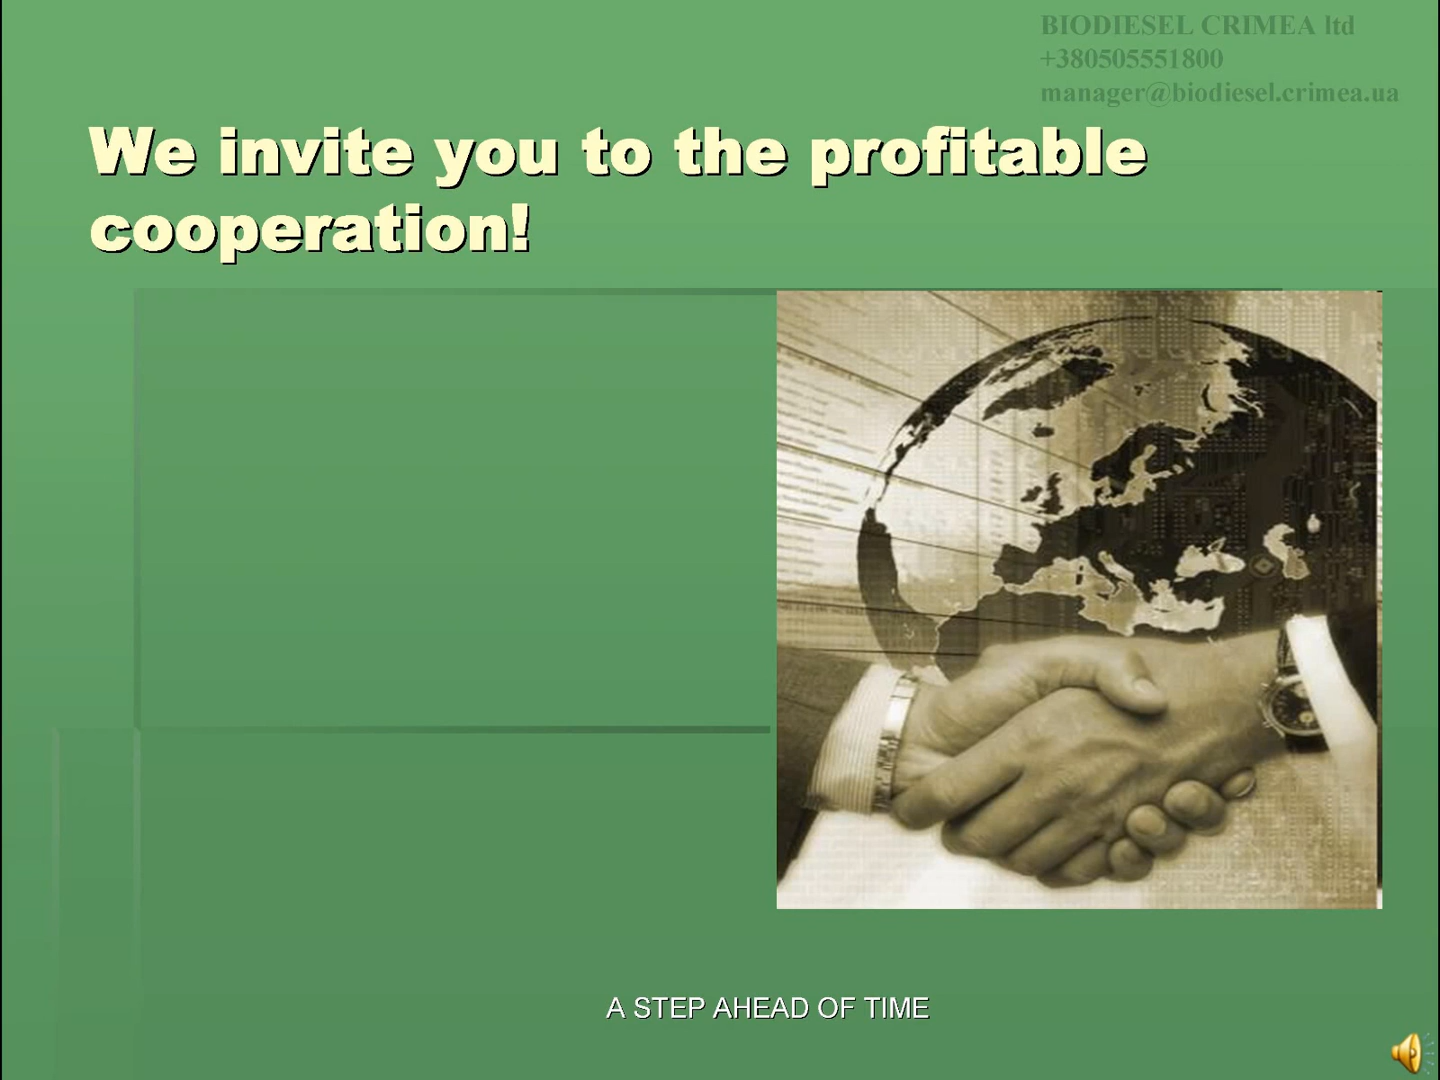 BIODIESEL CRIMEA ltd
+380505551800
manager@biodiesel.crimea.ua
We invite you to the profitable
cooperation!
A STEP AHEAD OF TIME